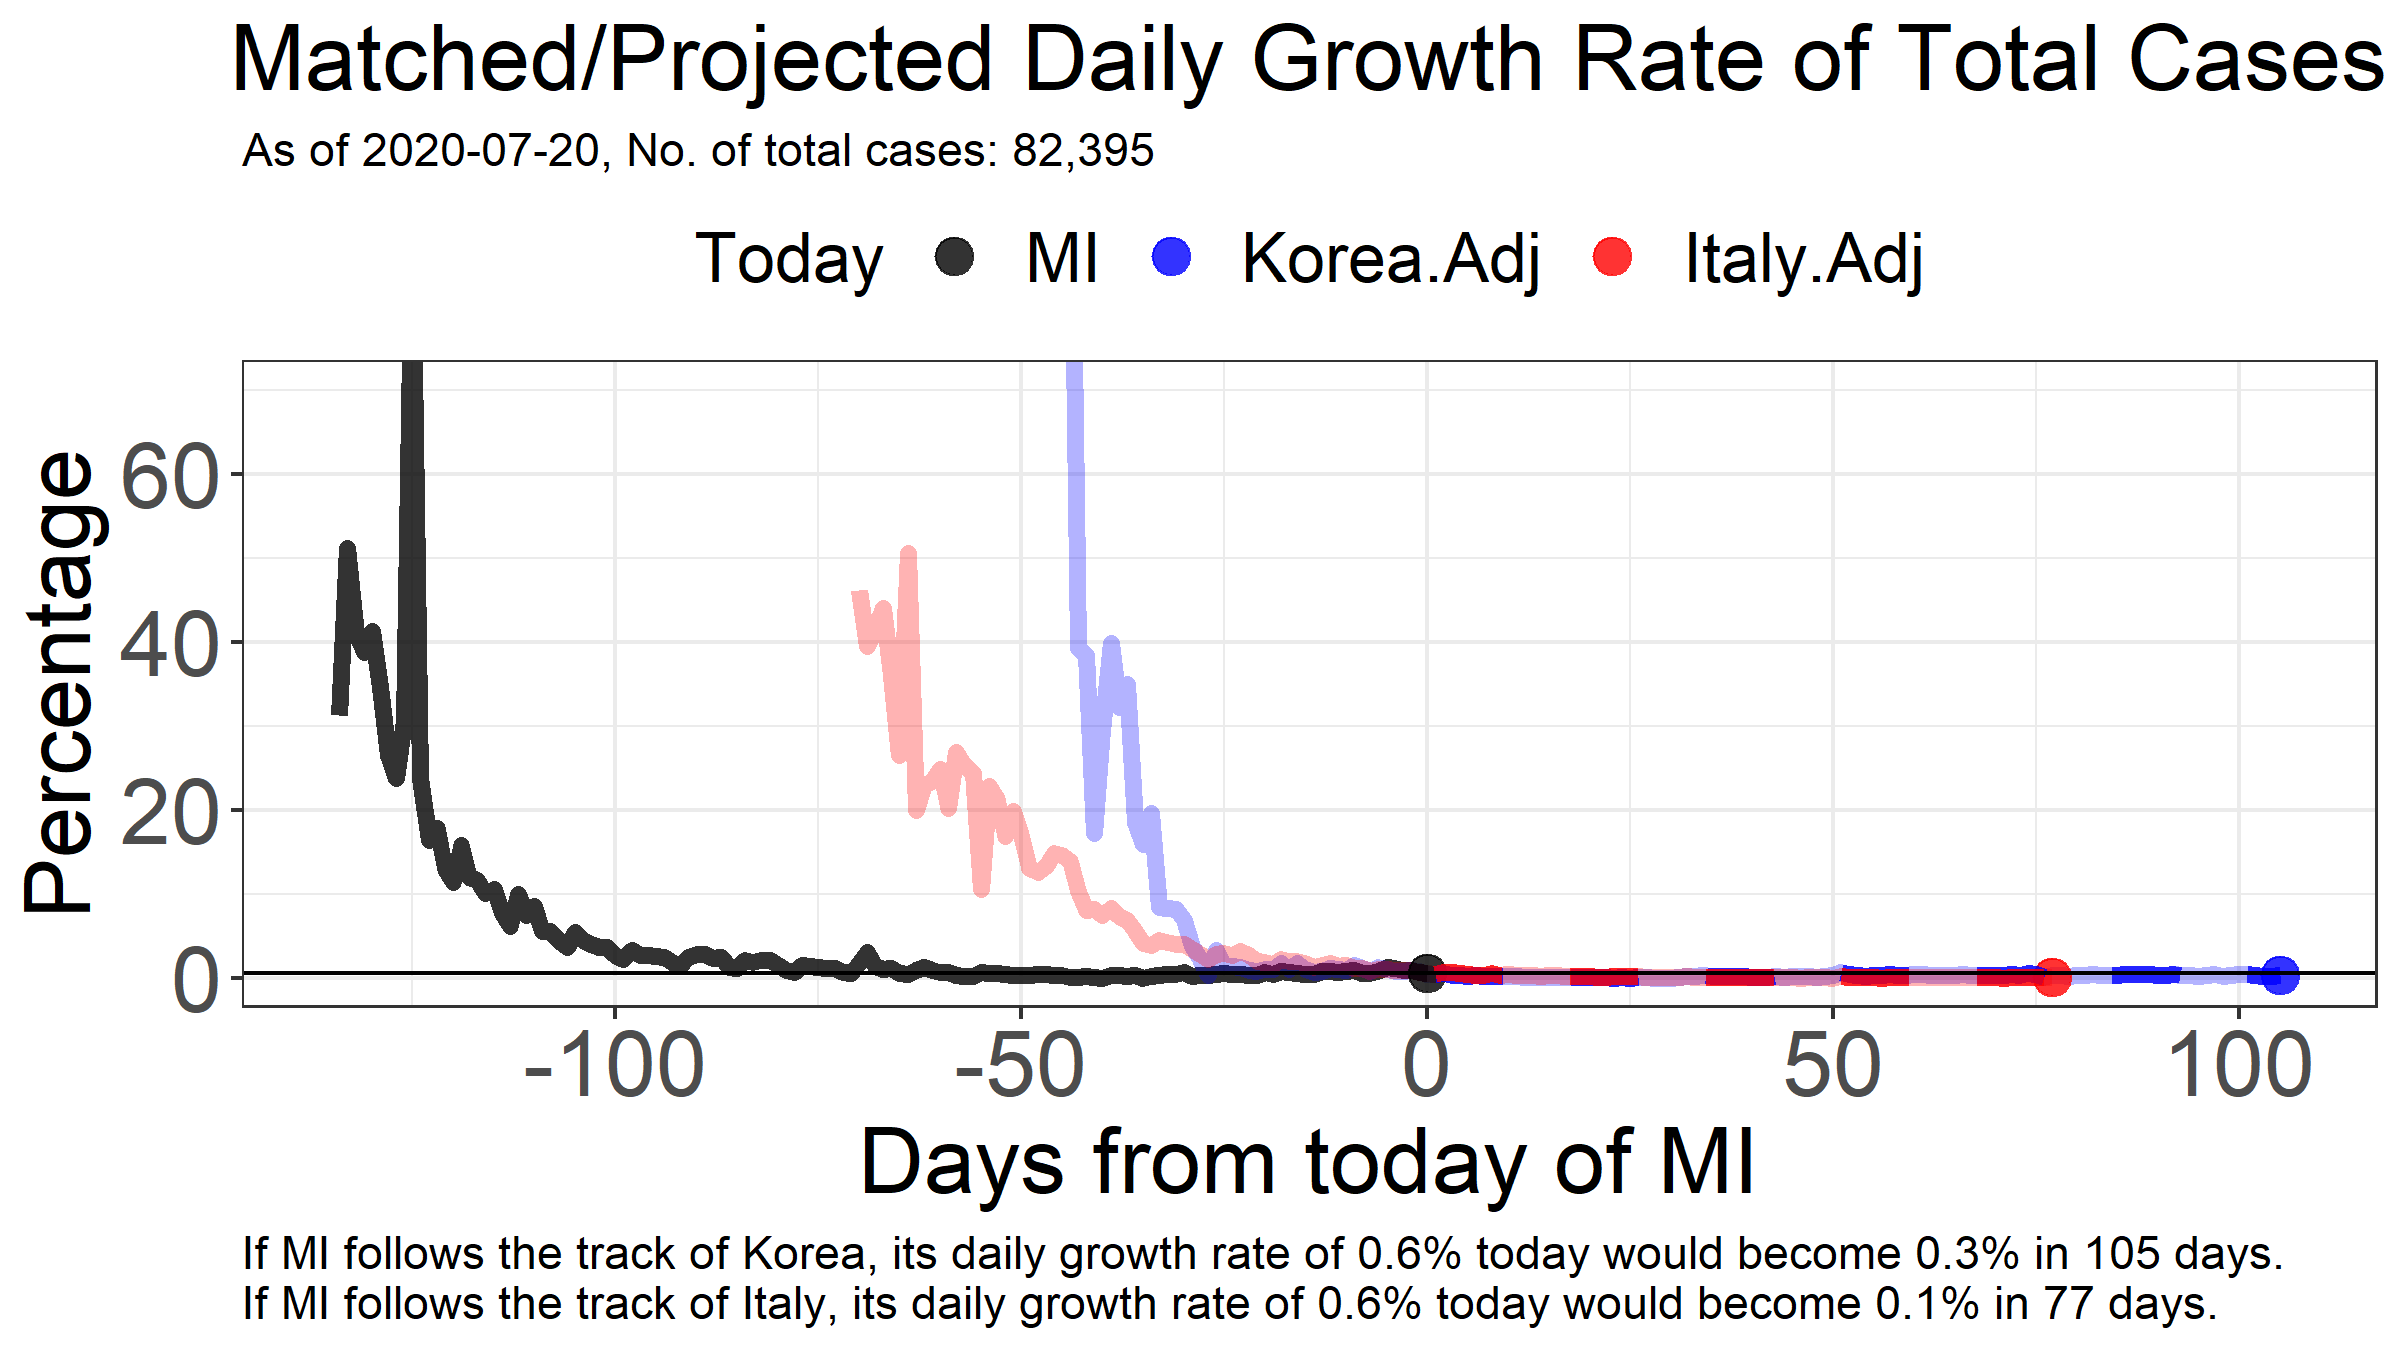 Matched/Projected Daily Growth Rate of Total Cases
As of 2020-07-20, No. of total cases: 82,395
Today MI Korea.Adj Italy.Adj
Percentage
60
40
20
0
-100 -50 0 50 100
Days from today of MI
If MI follows the track of Korea, its daily growth rate of 0.6% today would become 0.3% in 105 days.
If MI follows the track of Italy, its daily growth rate of 0.6% today would become 0.1% in 77 days.